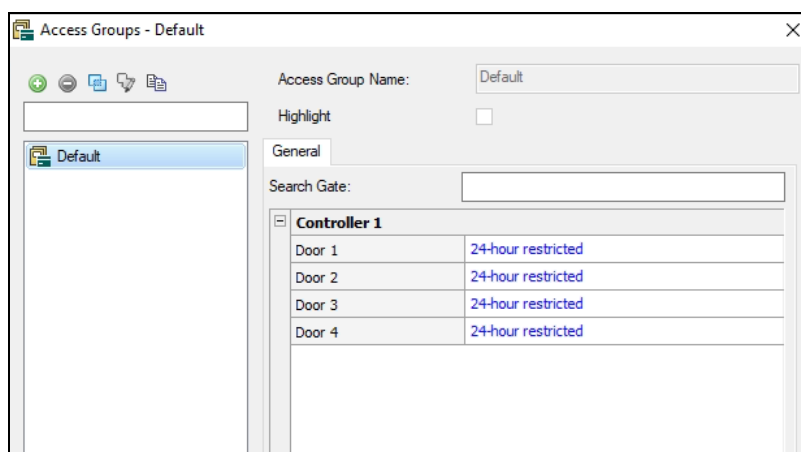 Access Groups - Default
Access Group Name: Default
Highlight
Default
General
Search Gate:
Controller 1
Door 1 24-hour restricted
Door 2 24-hour restricted
Door 3 24-hour restricted
Door 4 24-hour restricted